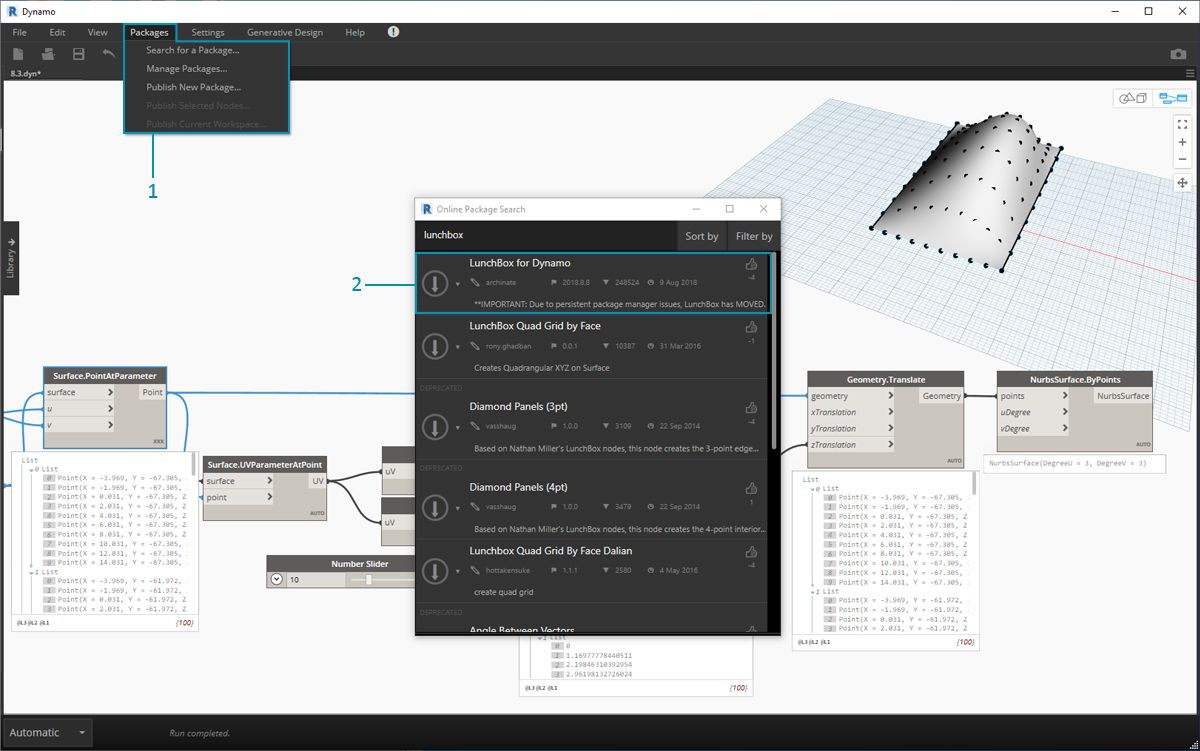 Dynamo
File Edit View Packages Settings Generative Design Help
Search for a Package...
Manage Packages...
Publish New Package...
Publish Selected Nodes...
Publish Current Workspace...
8.3.dyn*
1
Library
Online Package Search
lunchbox Sort by Filter by
2
LunchBox for Dynamo
archinate 2018.8.8 248524 9 Aug 2018
-4
**IMPORTANT: Due to persistent package manager issues, LunchBox has MOVED.
LunchBox Quad Grid by Face
rony.ghadban 0.0.1 10387 31 Mar 2016
-1
Creates Quadrangular XYZ on Surface
DEPRECATED
Diamond Panels (3pt)
vasshaug 1.0.0 3109 22 Sep 2014
-4
Based on Nathan Miller's LunchBox nodes, this node creates the 3-point edge...
DEPRECATED
Diamond Panels (4pt)
vasshaug 1.0.0 3479 22 Sep 2014
1
Based on Nathan Miller's LunchBox nodes, this node creates the 4-point interior...
Lunchbox Quad Grid By Face Dalian
hottakensuke 1.1.1 2580 4 May 2016
-4
create quad grid
DEPRECATED
Angle Between Vectors
Surface.PointAtParameter
surface > Point
u >
v >
XXX
List
0 List
0 Point(X = -3.969, Y = -67.305,
1 Point(X = -1.969, Y = -67.305,
2 Point(X = 0.031, Y = -67.305, Z
3 Point(X = 2.031, Y = -67.305, Z
4 Point(X = 4.031, Y = -67.305, Z
5 Point(X = 6.031, Y = -67.305, Z
6 Point(X = 8.031, Y = -67.305, Z
7 Point(X = 10.031, Y = -67.305,
8 Point(X = 12.031, Y = -67.305,
9 Point(X = 14.031, Y = -67.305,
1 List
0 Point(X = -3.969, Y = -61.972,
1 Point(X = -1.969, Y = -61.972,
2 Point(X = 0.031, Y = -61.972, Z
3 Point(X = 2.031, Y = -61.972, Z
@L3 @L2 @L1 {100}
Surface.UVParameterAtPoint
surface > UV
point >
AUTO
uV
uV
Number Slider
10
1 List
0 0
1 1.16977778440511
2 2.19846310392954
3 2.96198132726024
@L3 @L2 @L1 {100}
Geometry.Translate
geometry > Geometry
xTranslation >
yTranslation >
zTranslation >
AUTO
List
0 List
0 Point(X = -3.969, Y = -67.305,
1 Point(X = -1.969, Y = -67.305,
2 Point(X = 0.031, Y = -67.305, Z
3 Point(X = 2.031, Y = -67.305, Z
4 Point(X = 4.031, Y = -67.305, Z
5 Point(X = 6.031, Y = -67.305, Z
6 Point(X = 8.031, Y = -67.305, Z
7 Point(X = 10.031, Y = -67.305,
8 Point(X = 12.031, Y = -67.305,
9 Point(X = 14.031, Y = -67.305,
1 List
0 Point(X = -3.969, Y = -61.972,
1 Point(X = -1.969, Y = -61.972,
2 Point(X = 0.031, Y = -61.972, Z
3 Point(X = 2.031, Y = -61.972, Z
@L3 @L2 @L1 {100}
NurbsSurface.ByPoints
points > NurbsSurface
uDegree >
vDegree >
AUTO
NurbsSurface(DegreeU = 3, DegreeV = 3)
Automatic
Run completed.